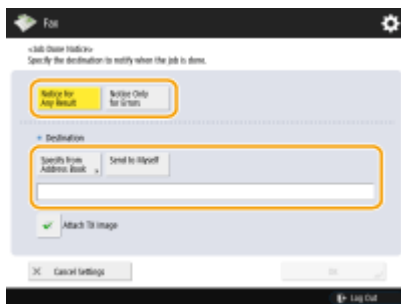 Fax
<Job Done Notice>
Specify the destination to notify when the job is done.
Notice for
Any Result
Notice Only
for Errors
Destination
Specify from
Address Book
Send to Myself
Attach TX Image
Cancel Settings
OK
Log Out